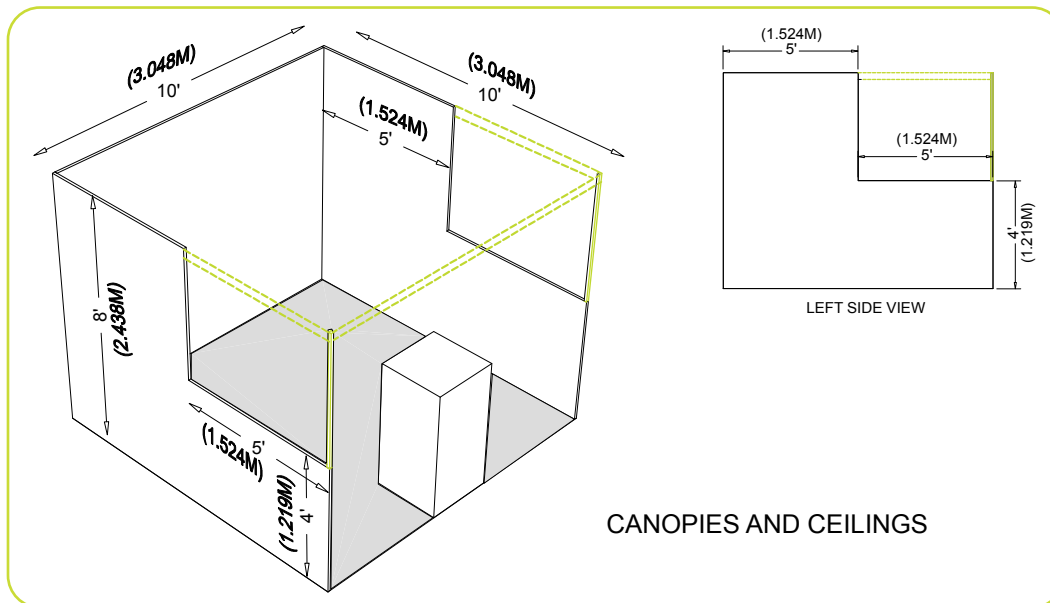 (3.048M)
10'
(3.048M)
10'
(1.524M)
5'
8'
(2.438M)
5'
(1.524M)
(1.219M)
4'
(1.524M)
5'
(1.524M)
5'
4'
(1.219M)
LEFT SIDE VIEW
CANOPIES AND CEILINGS